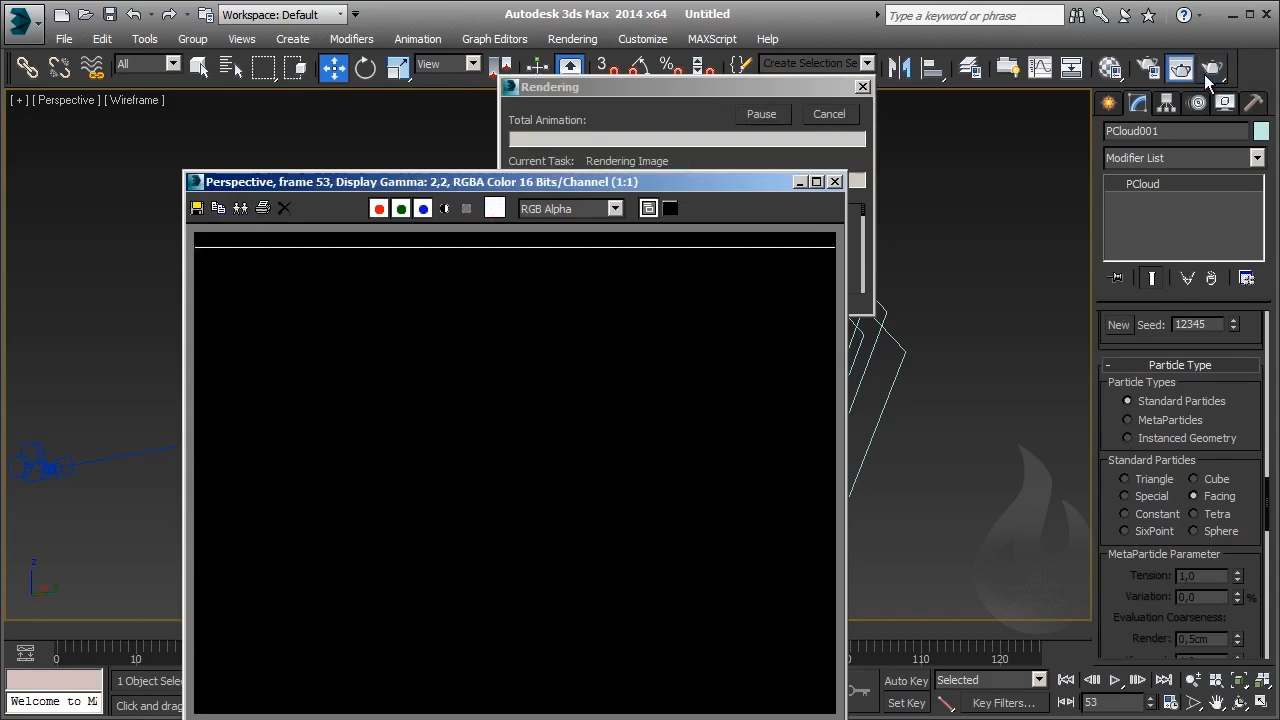 Workspace: Default
Autodesk 3ds Max 2014 x64 Untitled
Type a keyword or phrase
File Edit Tools Group Views Create Modifiers Animation Graph Editors Rendering Customize MAXScript Help
All
View
3
%
Create Selection Se
[ + ] [ Perspective ] [ Wireframe ]
Rendering
Total Animation:
Pause
Cancel
Current Task: Rendering Image
Perspective, frame 53, Display Gamma: 2,2, RGBA Color 16 Bits/Channel (1:1)
RGB Alpha
PCloud001
Modifier List
PCloud
New Seed: 12345
- Particle Type
Particle Types
Standard Particles
MetaParticles
Instanced Geometry
Standard Particles
Triangle Cube
Special Facing
Constant Tetra
SixPoint Sphere
MetaParticle Parameter
Tension: 1,0
Variation: 0,0 %
Evaluation Coarseness:
Render: 0,5cm
z
0 10 110 120
1 Object Selec
Welcome to M
Click and drag
Auto Key
Selected
Set Key
Key Filters...
53